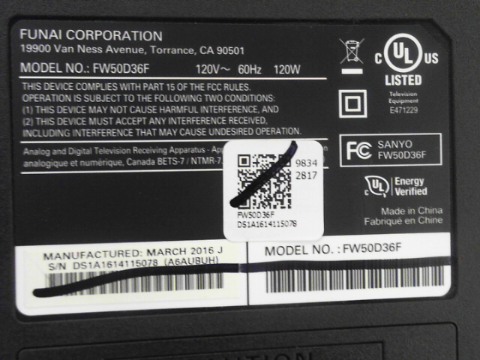 FUNAI CORPORATION
19900 Van Ness Avenue, Torrance, CA 90501
MODEL NO.: FW50D36F 120V～ 60Hz 120W
THIS DEVICE COMPLIES WITH PART 15 OF THE FCC RULES.
OPERATION IS SUBJECT TO THE FOLLOWING TWO CONDITIONS:
(1) THIS DEVICE MAY NOT CAUSE HARMFUL INTERFERENCE, AND
(2) THIS DEVICE MUST ACCEPT ANY INTERFERENCE RECEIVED,
INCLUDING INTERFERENCE THAT MAY CAUSE UNDESIRED OPERATION.
Analog and Digital Television Receiving Apparatus
analogique et numérique, Canada BETS-7 / NTMR-7
9834
2817
FW50D36F
DS1A1614115078
C UL US
LISTED
Television
Equipment
E471229
FC SANYO
FW50D36F
UL Energy
Verified
Made in China
Fabriqué en Chine
MANUFACTURED: MARCH 2016 J
S/N DS1A1614115078 (A6AU8UH)
MODEL NO. :FW50D36F